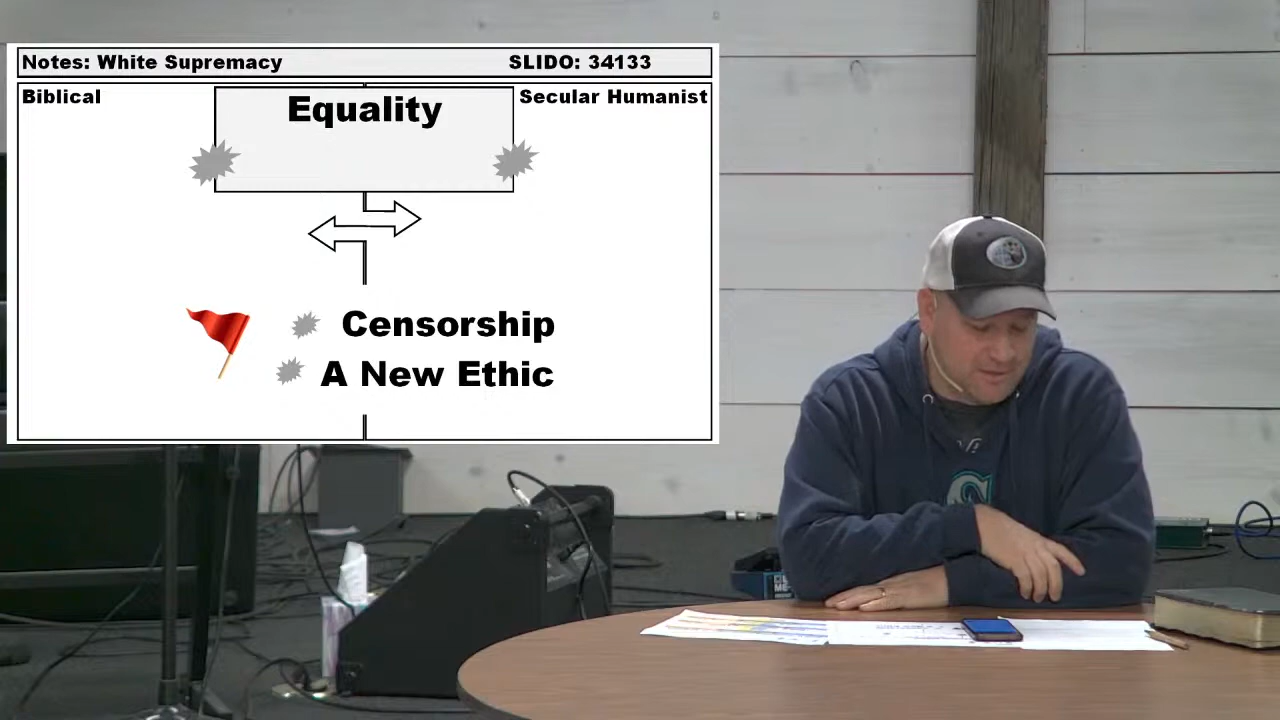 Notes: White Supremacy SLIDO: 34133
Biblical Equality Secular Humanist
Censorship
A New Ethic